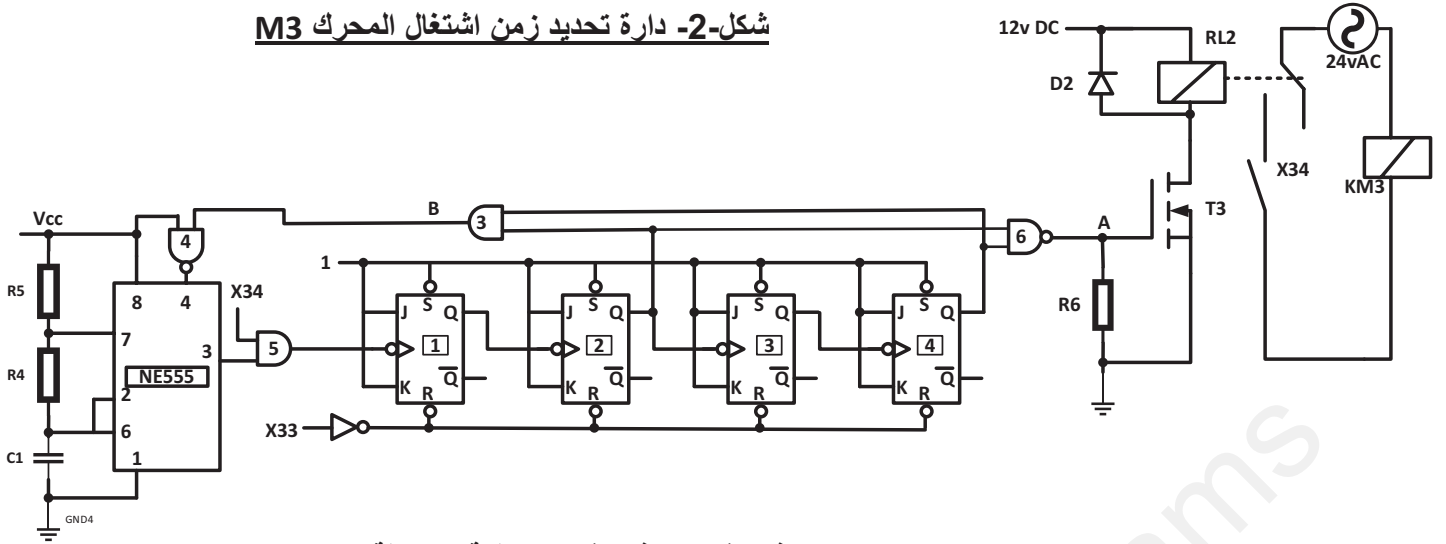 شكل-2- دارة تحديد زمن اشتغال المحرك M3
12v DC
RL2
24vAC
D2
X34
KM3
T3
Vcc
B
3
4
6
A
1
R5
8 4
X34
S S S S
J Q J Q J Q J Q
R6
7
3
5
1 2 3 4
R4
NE555
2
K R Q K R Q K R Q K R Q
6
X33
C1
1
GND4
ams